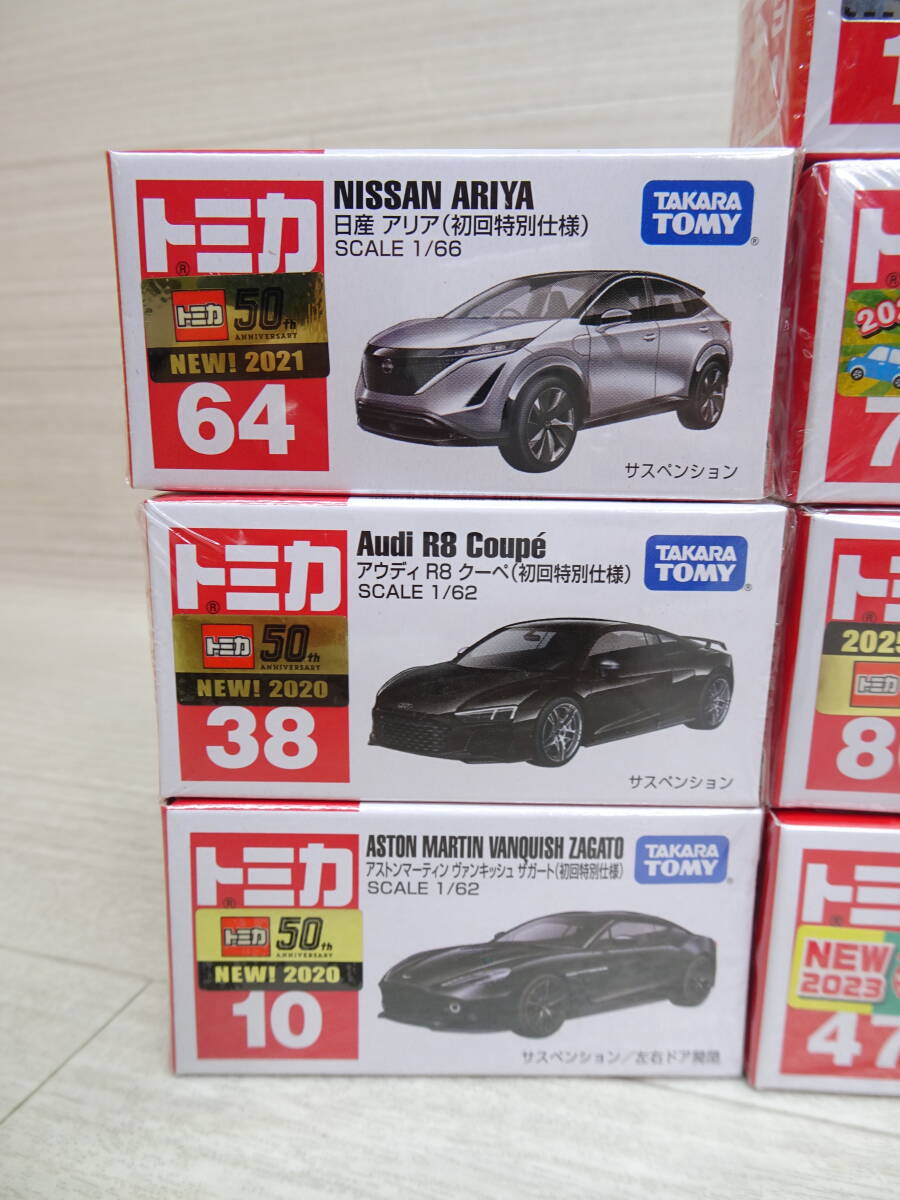 NISSAN ARIYA
日産 アリア(初回特別仕様)
SCALE 1/66
TAKARA
TOMY
®
トミカ
®
トミカ 50th
ANNIVERSARY
NEW! 2021
64
サスペンション
Audi R8 Coupé
アウディ R8 クーペ(初回特別仕様)
SCALE 1/62
TAKARA
TOMY
®
トミカ
®
トミカ 50th
ANNIVERSARY
NEW! 2020
38
サスペンション
ASTON MARTIN VANQUISH ZAGATO
アストンマーティン ヴァンキッシュ ザガート(初回特別仕様)
SCALE 1/62
TAKARA
TOMY
®
トミカ
®
トミカ 50th
ANNIVERSARY
NEW! 2020
10
サスペンション/左右ドア開閉
2025
トミカ
NEW
2023
47